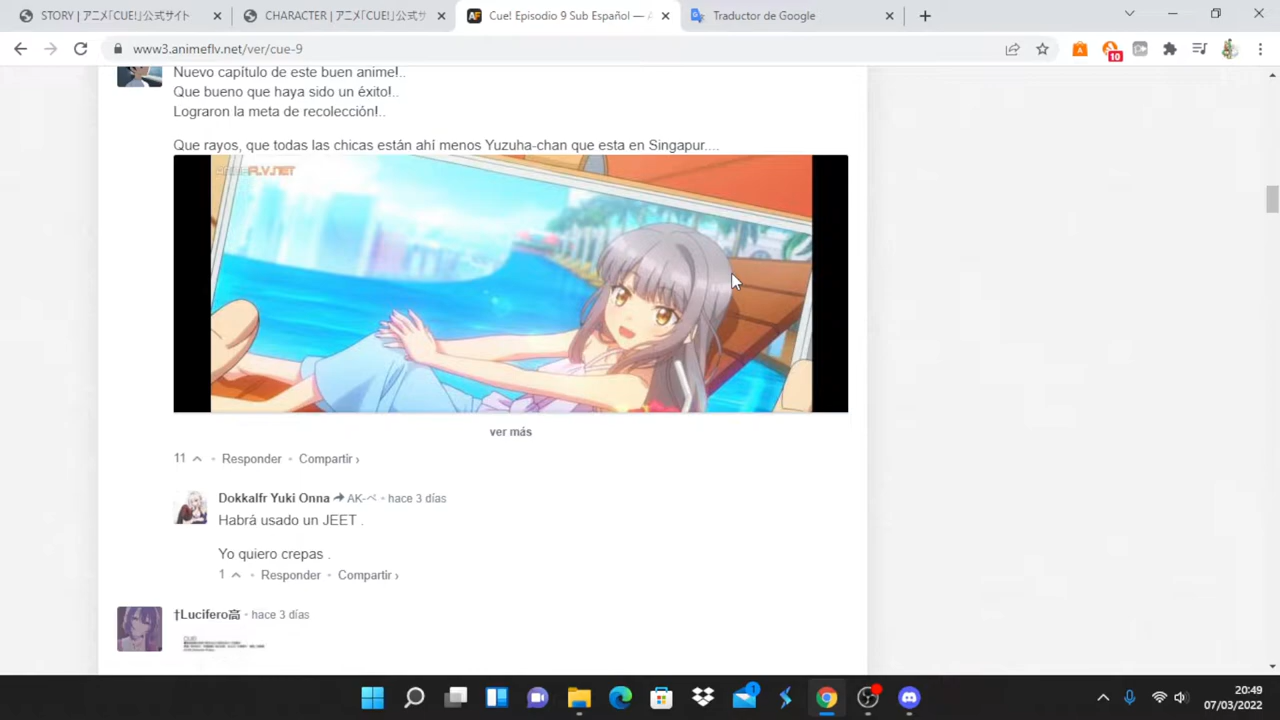 STORY | アニメ「CUE!」公式サイト
CHARACTER | アニメ「CUE!」公式サ
Cue! Episodio 9 Sub Español —
Traductor de Google
www3.animeflv.net/ver/cue-9
10
Nuevo capítulo de este buen anime!..
Que bueno que haya sido un éxito!..
Lograron la meta de recolección!..
Que rayos, que todas las chicas están ahí menos Yuzuha-chan que esta en Singapur....
ANIMEFLV.NET
ver más
11 • Responder • Compartir ›
Dokkalfr Yuki Onna AK-ペ • hace 3 días
Habrá usado un JEET .
Yo quiero crepas .
1 • Responder • Compartir ›
†Lucifero高 • hace 3 días
20:49
07/03/2022